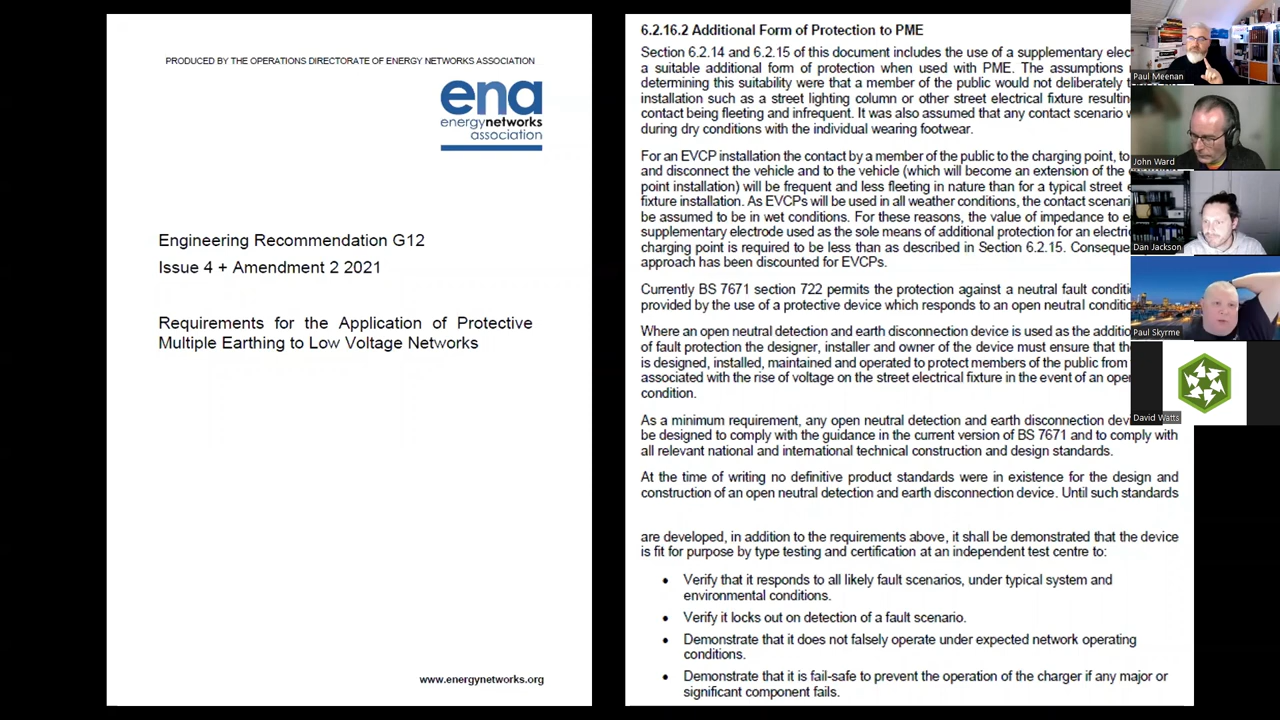 PRODUCED BY THE OPERATIONS DIRECTORATE OF ENERGY NETWORKS ASSOCIATION
ena
energynetworks
association
Engineering Recommendation G12
Issue 4 + Amendment 2 2021
Requirements for the Application of Protective
Multiple Earthing to Low Voltage Networks
www.energynetworks.org
6.2.16.2 Additional Form of Protection to PME
Section 6.2.14 and 6.2.15 of this document includes the use of a supplementary
a suitable additional form of protection when used with PME. The assumptions
determining this suitability were that a member of the public would not deliberately
installation such as a street lighting column or other street electrical fixture
contact being fleeting and infrequent. It was also assumed that any contact scenario
during dry conditions with the individual wearing footwear.
For an EVCP installation the contact by a member of the public to the charging point, to
and disconnect the vehicle and to the vehicle (which will become an extension of the
point installation) will be frequent and less fleeting in nature than for a typical street
fixture installation. As EVCPs will be used in all weather conditions, the contact
be assumed to be in wet conditions. For these reasons, the value of impedance to
supplementary electrode used as the sole means of additional protection for an
charging point is required to be less than as described in Section 6.2.15.
approach has been discounted for EVCPs.
Currently BS 7671 section 722 permits the protection against a neutral fault
provided by the use of a protective device which responds to an open neutral
Where an open neutral detection and earth disconnection device is used as the
of fault protection the designer, installer and owner of the device must ensure that
is designed, installed, maintained and operated to protect members of the public from
associated with the rise of voltage on the street electrical fixture in the event of an
condition.
As a minimum requirement, any open neutral detection and earth disconnection
be designed to comply with the guidance in the current version of BS 7671 and to comply with
all relevant national and international technical construction and design standards.
At the time of writing no definitive product standards were in existence for the design and
construction of an open neutral detection and earth disconnection device. Until such standards
are developed, in addition to the requirements above, it shall be demonstrated that the device
is fit for purpose by type testing and certification at an independent test centre to:
• Verify that it responds to all likely fault scenarios, under typical system and
environmental conditions.
• Verify it locks out on detection of a fault scenario.
• Demonstrate that it does not falsely operate under expected network operating
conditions.
• Demonstrate that it is fail-safe to prevent the operation of the charger if any major or
significant component fails.
Paul Meenan
John Ward
Dan Jackson
Paul Skyrme
David Watts